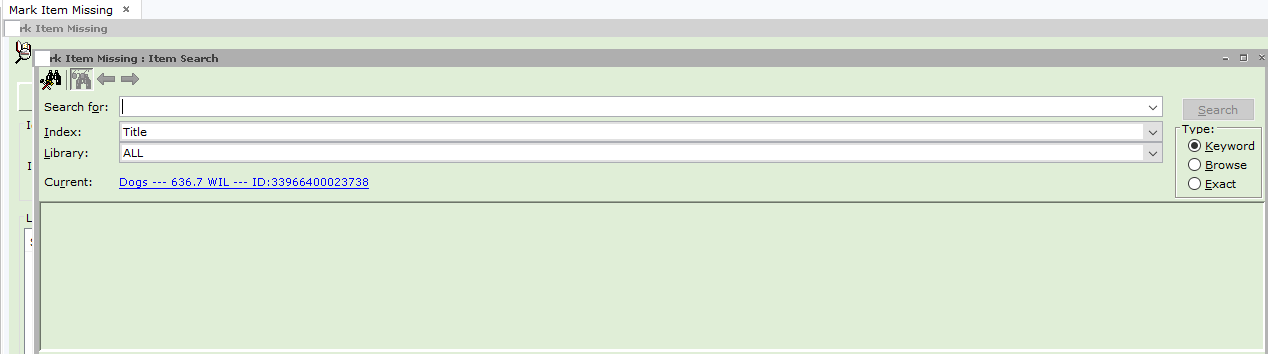 Mark Item Missing ×
rk Item Missing
rk Item Missing : Item Search
Search for:
Search
Index: Title
Type:
Library: ALL
Keyword
Browse
Current: Dogs --- 636.7 WIL --- ID:33966400023738
Exact